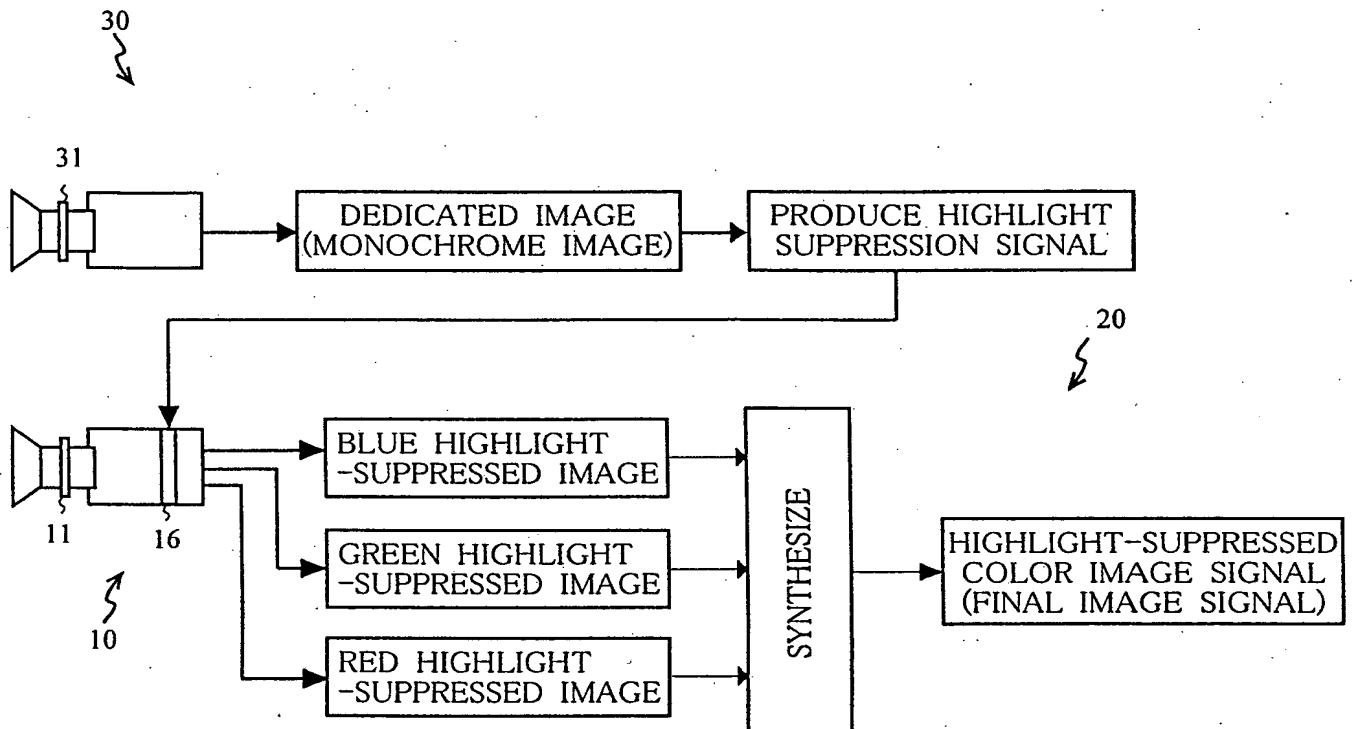 30
31
DEDICATED IMAGE
(MONOCHROME IMAGE)
PRODUCE HIGHLIGHT
SUPPRESSION SIGNAL
20
11
16
10
BLUE HIGHLIGHT
-SUPPRESSED IMAGE
GREEN HIGHLIGHT
-SUPPRESSED IMAGE
RED HIGHLIGHT
-SUPPRESSED IMAGE
SYNTHESIZE
HIGHLIGHT-SUPPRESSED
COLOR IMAGE SIGNAL
(FINAL IMAGE SIGNAL)